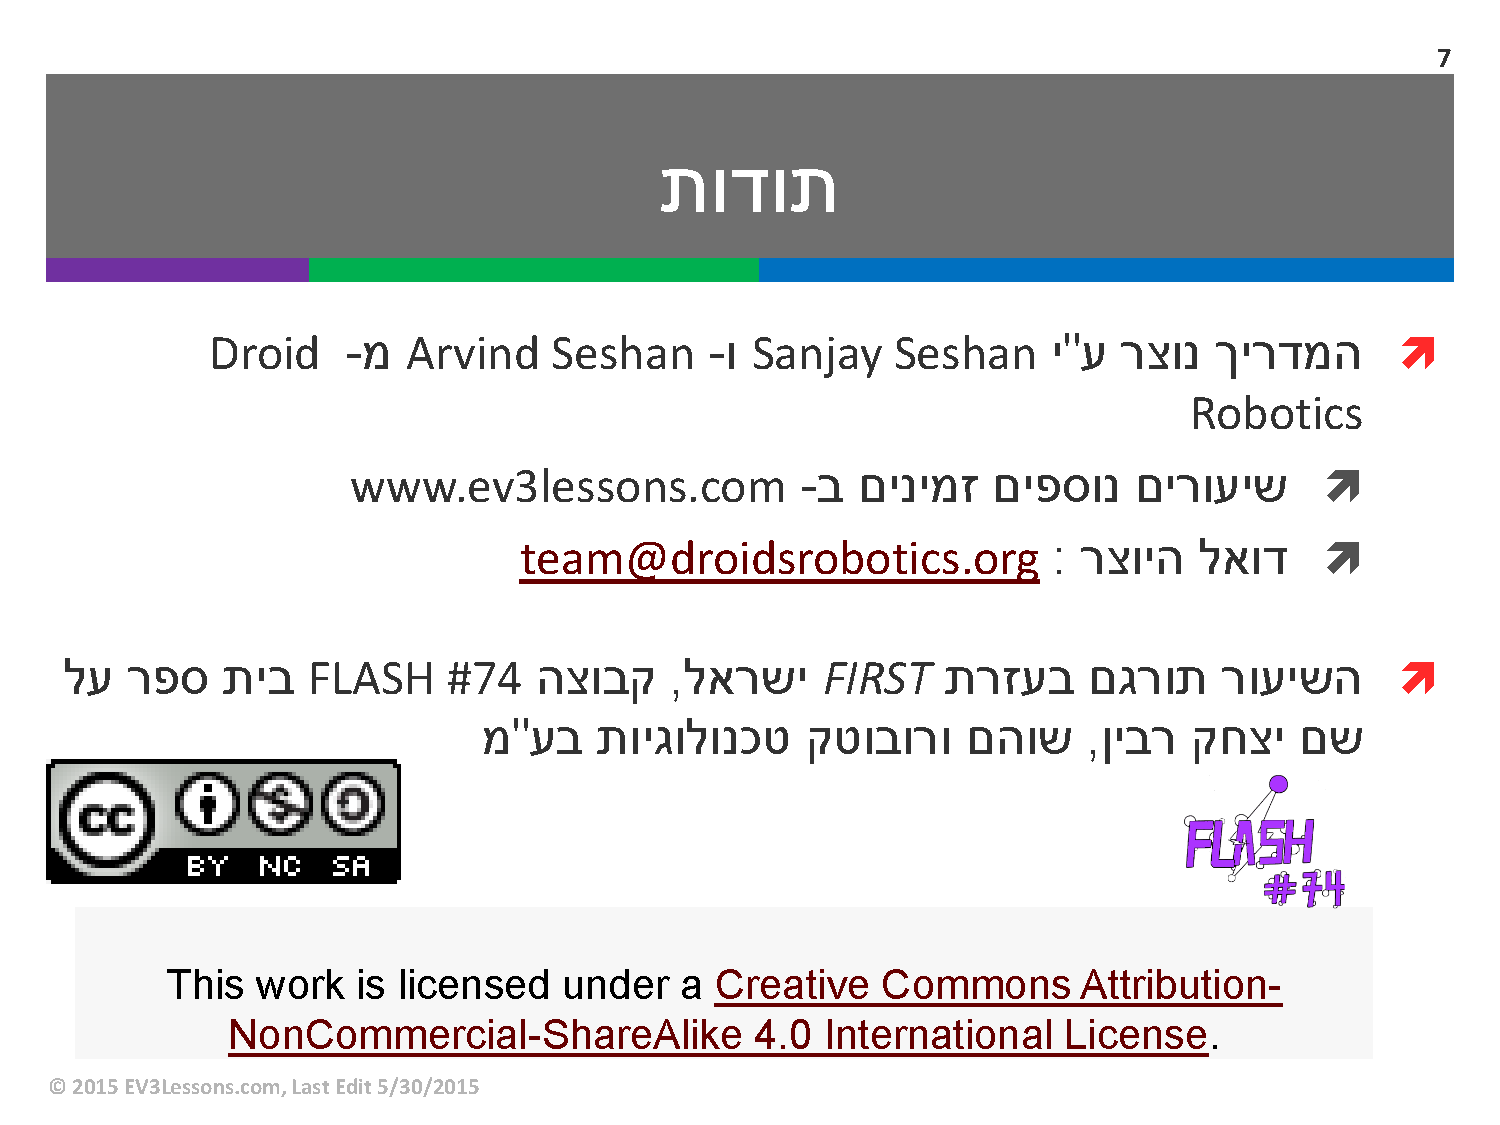 7
תודות
המדריך נוצר ע"י Sanjay Seshan ו- Arvind Seshan מ- Droid
Robotics
שיעורים נוספים זמינים ב- www.ev3lessons.com
דואל היוצר : team@droidsrobotics.org
השיעור תורגם בעזרת FIRST ישראל, קבוצה FLASH #74 בית ספר על
שם יצחק רבין, שוהם ורובוטק טכנולוגיות בע"מ
cc
BY NC SA
FLASH
#74
This work is licensed under a Creative Commons Attribution-
NonCommercial-ShareAlike 4.0 International License.
© 2015 EV3Lessons.com, Last Edit 5/30/2015